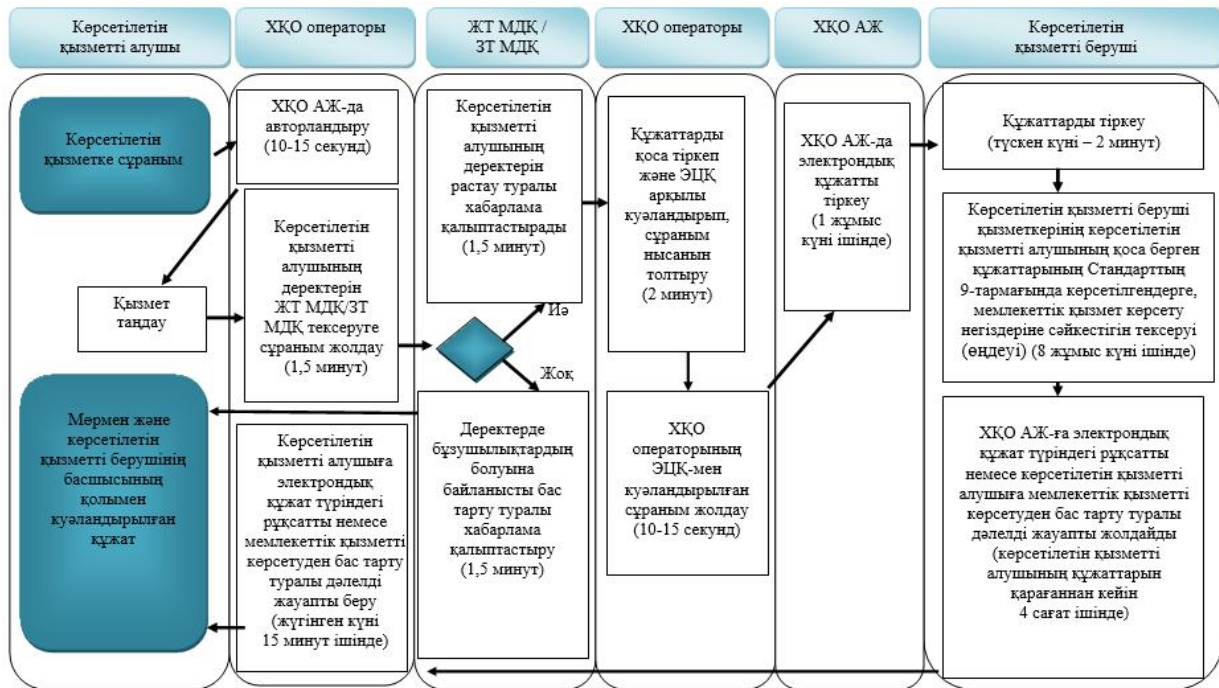 Көрсетілетін
қызметті алушы
ХҚО операторы
ЖТ МДҚ /
ЗТ МДҚ
ХҚО операторы
ХҚО АЖ
Көрсетілетін
қызметті беруші
Көрсетілетін
қызметке сұраным
Қызмет
таңдау
Мөрмен және
көрсетілетін
қызметті берушінің
басшысының
қолымен
куәландырылған
құжат
ХҚО АЖ-да
авторландыру
(10-15 секунд)
Көрсетілетін
қызметті
алушының
деректерін
ЖТ МДҚ/ЗТ
МДҚ тексеруге
сұраным жолдау
(1,5 минут)
Көрсетілетін
қызметті алушыға
электрондық
құжат түріндегі
рұқсатты немесе
мемлекеттік қызметті
көрсетуден бас тарту
туралы дәлелді
жауапты беру
(жүгінген күні
15 минут ішінде)
Көрсетілетін
қызметті
алушының
деректерін
растау туралы
хабарлама
қалыптастырады
(1,5 минут)
Иә
Жоқ
Деректерде
бұзушылықтардың
болуына
байланысты бас
тарту туралы
хабарлама
қалыптастыру
(1,5 минут)
Құжаттарды
қоса тіркеп
және ЭЦҚ
арқылы
куәландырып,
сұраным
нысанын
толтыру
(2 минут)
ХҚО
операторының
ЭЦҚ-мен
куәландырылған
сұраным жолдау
(10-15 секунд)
ХҚО АЖ-да
электрондық
құжатты
тіркеу
(1 жұмыс
күні ішінде)
Құжаттарды тіркеу
(түскен күні – 2 минут)
Көрсетілетін қызметті беруші
қызметкерінің көрсетілетін
қызметті алушының қоса берген
құжаттарының Стандарттың
9-тармағында көрсетілгендерге,
мемлекеттік қызмет көрсету
негіздеріне сәйкестігін тексеруі
(өңдеуі) (8 жұмыс күні ішінде)
ХҚО АЖ-ға электрондық
құжат түріндегі рұқсатты
немесе көрсетілетін қызметті
алушыға мемлекеттік қызметті
көрсетуден бас тарту туралы
дәлелді жауапты жолдайды
(көрсетілетін қызметті
алушының құжаттарын
қарағаннан кейін
4 сағат ішінде)